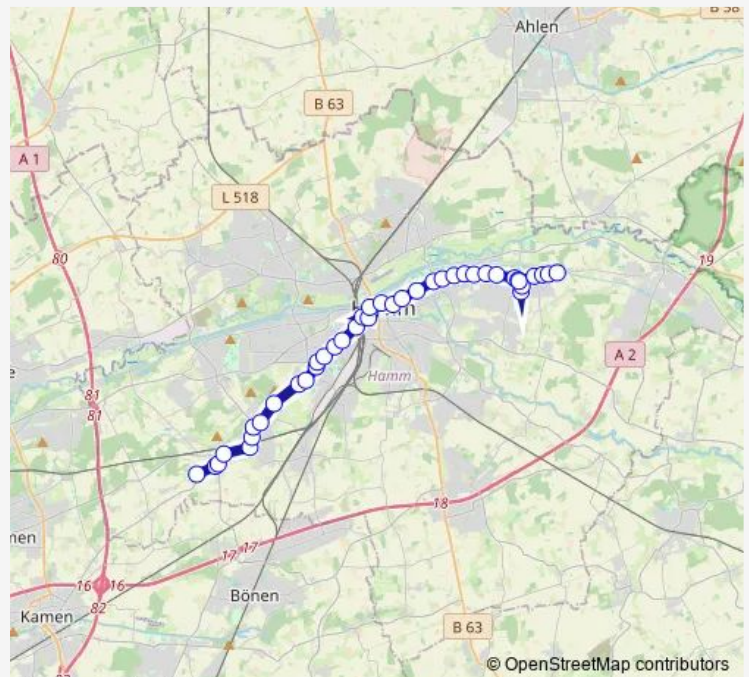 B 58
Ahlen
B 63
A 1
L 518
80
19
Hamm
A 2
81
81
18
17
17
16
16
82
Bönen
Kamen
B 63
© OpenStreetMap contributors